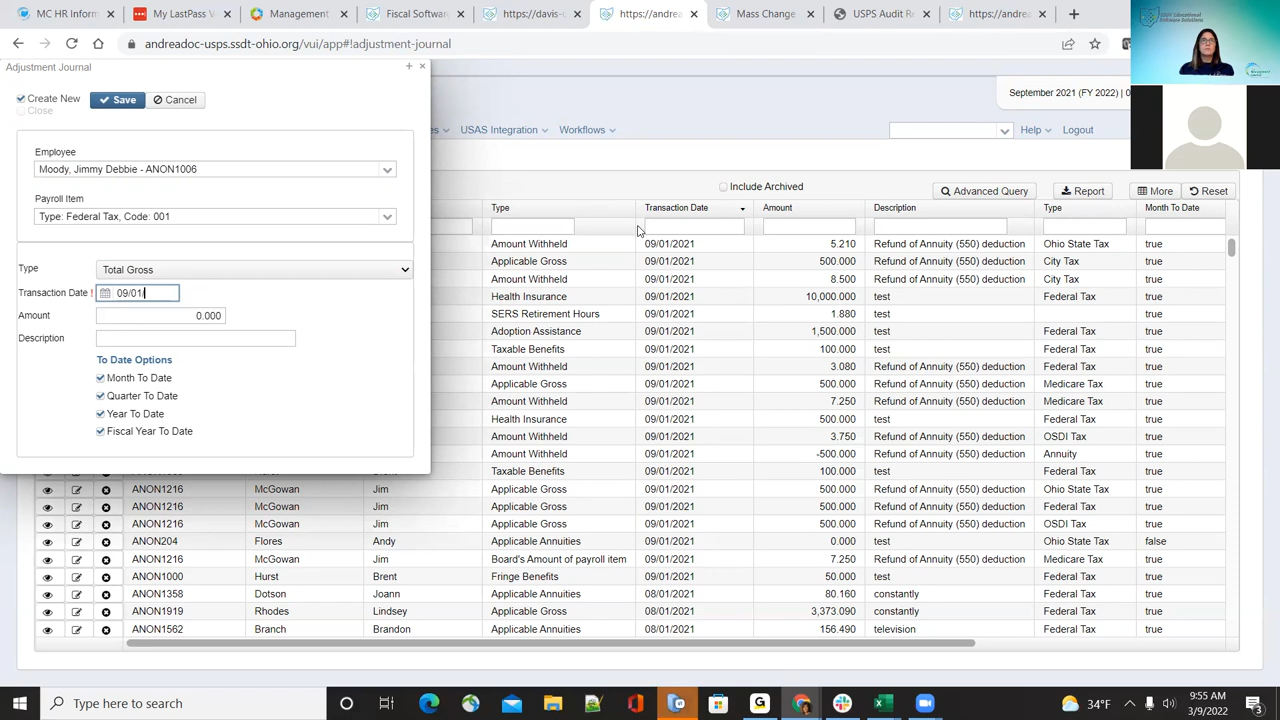 MC HR Inform
My LastPass V
Management
Fiscal Softwar
https://davis-d
https://andrea
Mass Change
USPS Audit Re
https://andrea
andreadoc-usps.ssdt-ohio.org/vui/app#!adjustment-journal
Adjustment Journal
Create New
Close
Save
Cancel
Employee
Moody, Jimmy Debbie - ANON1006
Payroll Item
Type: Federal Tax, Code: 001
Type
Total Gross
Transaction Date !
09/01/
Amount
0.000
Description
To Date Options
Month To Date
Quarter To Date
Year To Date
Fiscal Year To Date
September 2021 (FY 2022) | 0
USAS Integration
Workflows
Help
Logout
Include Archived
Advanced Query
Report
More
Reset
Type Transaction Date Amount Description Type Month To Date
Amount Withheld 09/01/2021 5.210 Refund of Annuity (550) deduction Ohio State Tax true
Applicable Gross 09/01/2021 500.000 Refund of Annuity (550) deduction City Tax true
Amount Withheld 09/01/2021 8.500 Refund of Annuity (550) deduction City Tax true
Health Insurance 09/01/2021 10,000.000 test Federal Tax true
SERS Retirement Hours 09/01/2021 1.880 test true
Adoption Assistance 09/01/2021 1,500.000 test Federal Tax true
Taxable Benefits 09/01/2021 100.000 test Federal Tax true
Amount Withheld 09/01/2021 3.080 Refund of Annuity (550) deduction Federal Tax true
Applicable Gross 09/01/2021 500.000 Refund of Annuity (550) deduction Medicare Tax true
Amount Withheld 09/01/2021 7.250 Refund of Annuity (550) deduction Medicare Tax true
Health Insurance 09/01/2021 500.000 test Federal Tax true
Amount Withheld 09/01/2021 3.750 Refund of Annuity (550) deduction OSDI Tax true
Amount Withheld 09/01/2021 -500.000 Refund of Annuity (550) deduction Annuity true
Taxable Benefits 09/01/2021 100.000 test Federal Tax true
ANON1216 McGowan Jim Applicable Gross 09/01/2021 500.000 Refund of Annuity (550) deduction Ohio State Tax true
ANON1216 McGowan Jim Applicable Gross 09/01/2021 500.000 Refund of Annuity (550) deduction Federal Tax true
ANON1216 McGowan Jim Applicable Gross 09/01/2021 500.000 Refund of Annuity (550) deduction OSDI Tax true
ANON204 Flores Andy Applicable Annuities 09/01/2021 0.000 test Ohio State Tax false
ANON1216 McGowan Jim Board's Amount of payroll item 09/01/2021 7.250 Refund of Annuity (550) deduction Medicare Tax true
ANON1000 Hurst Brent Fringe Benefits 09/01/2021 50.000 test Federal Tax true
ANON1358 Dotson Joann Applicable Annuities 08/01/2021 80.160 constantly Federal Tax true
ANON1919 Rhodes Lindsey Applicable Gross 08/01/2021 3,373.090 constantly Federal Tax true
ANON1562 Branch Brandon Applicable Annuities 08/01/2021 156.490 television Federal Tax true
Type here to search
34°F
9:55 AM
3/9/2022
3